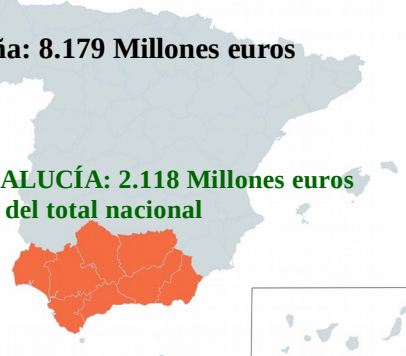 ña: 8.179 Millones euros
ALUCÍA: 2.118 Millones euros
del total nacional